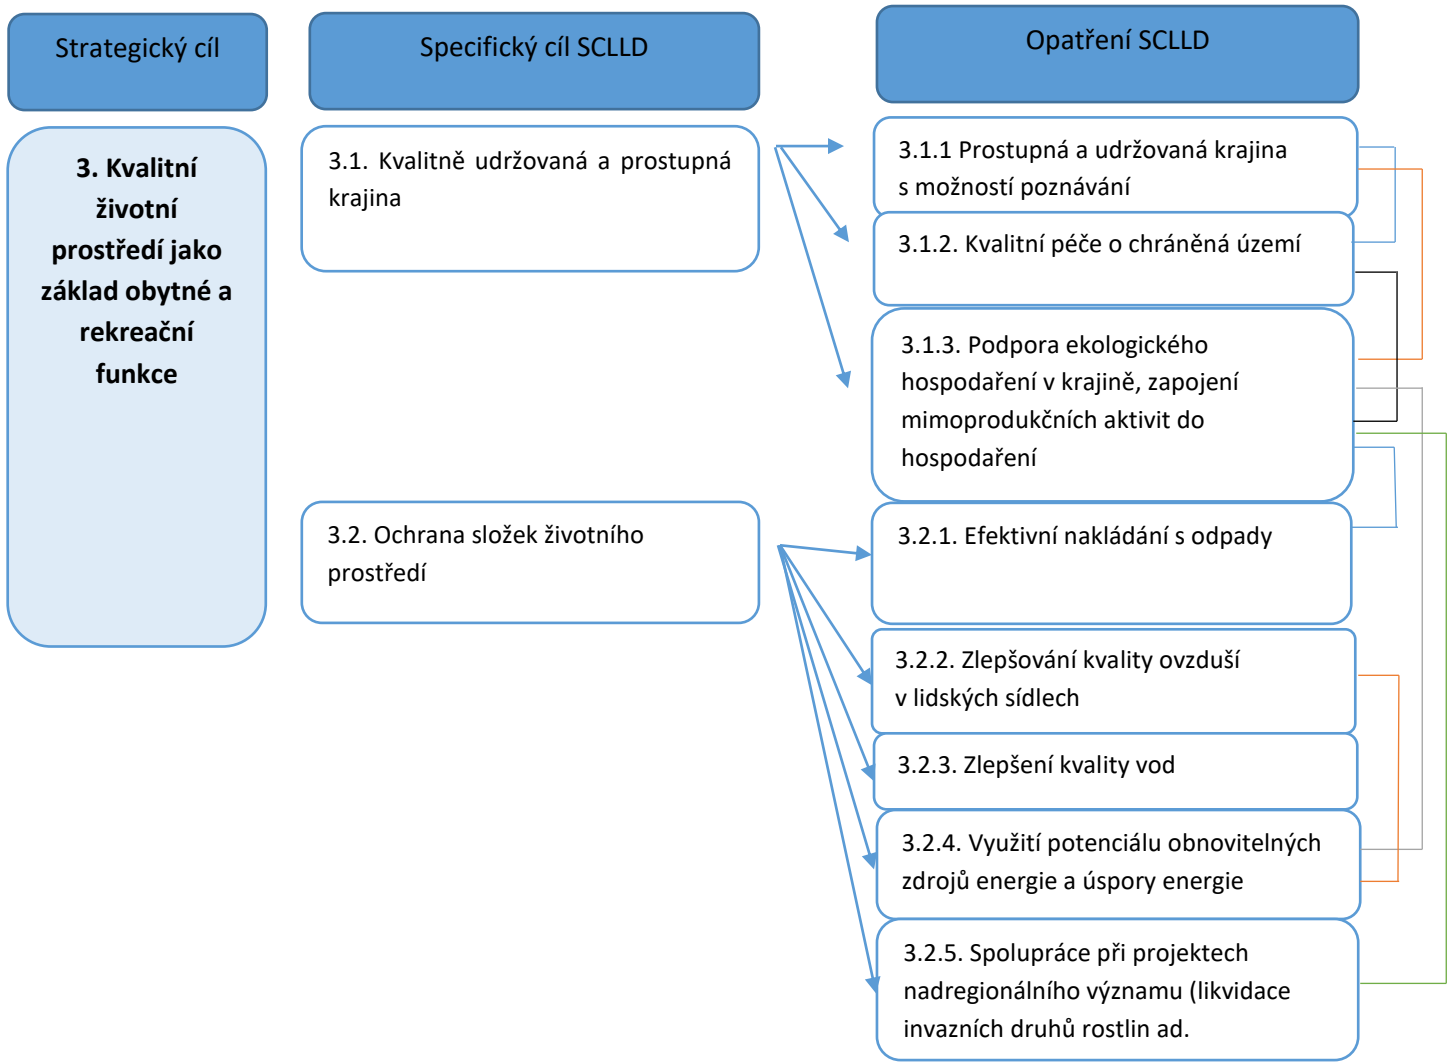 Strategický cíl
Specifický cíl SCLLD
Opatření SCLLD
3. Kvalitní
životní
prostředí jako
základ obytné a
rekreační
funkce
3.1. Kvalitně udržovaná a prostupná
krajina
3.1.1 Prostupná a udržovaná krajina
s možností poznávání
3.1.2. Kvalitní péče o chráněná území
3.1.3. Podpora ekologického
hospodaření v krajině, zapojení
mimoprodukčních aktivit do
hospodaření
3.2. Ochrana složek životního
prostředí
3.2.1. Efektivní nakládání s odpady
3.2.2. Zlepšování kvality ovzduší
v lidských sídlech
3.2.3. Zlepšení kvality vod
3.2.4. Využití potenciálu obnovitelných
zdrojů energie a úspory energie
3.2.5. Spolupráce při projektech
nadregionálního významu (likvidace
invazních druhů rostlin ad.